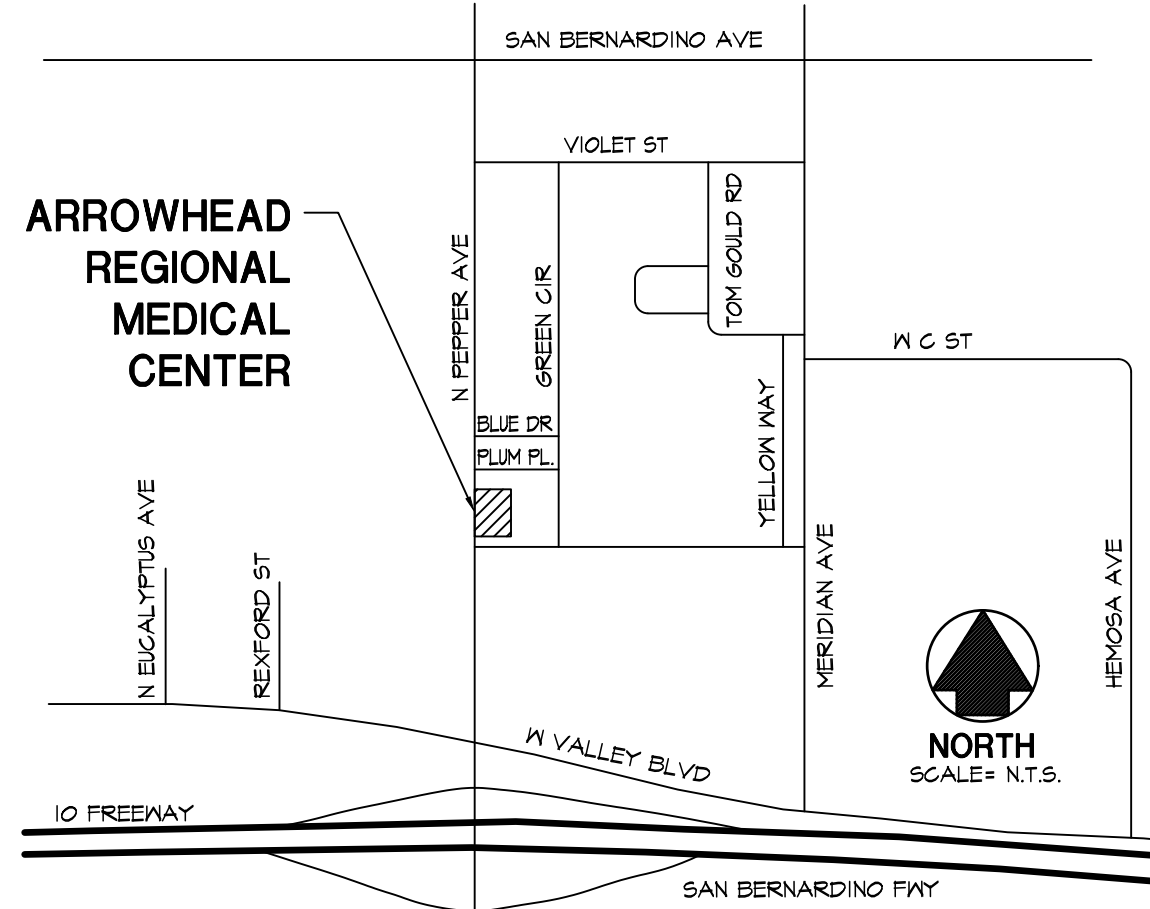 SAN BERNARDINO AVE
VIOLET ST
ARROWHEAD
REGIONAL
MEDICAL
CENTER
N PEPPER AVE
GREEN CIR
TOM GOULD RD
W C ST
BLUE DR
PLUM PL.
YELLOW WAY
N EUCALYPTUS AVE
REXFORD ST
MERIDIAN AVE
HEMOSA AVE
W VALLEY BLVD
NORTH
SCALE= N.T.S.
10 FREEWAY
SAN BERNARDINO FWY